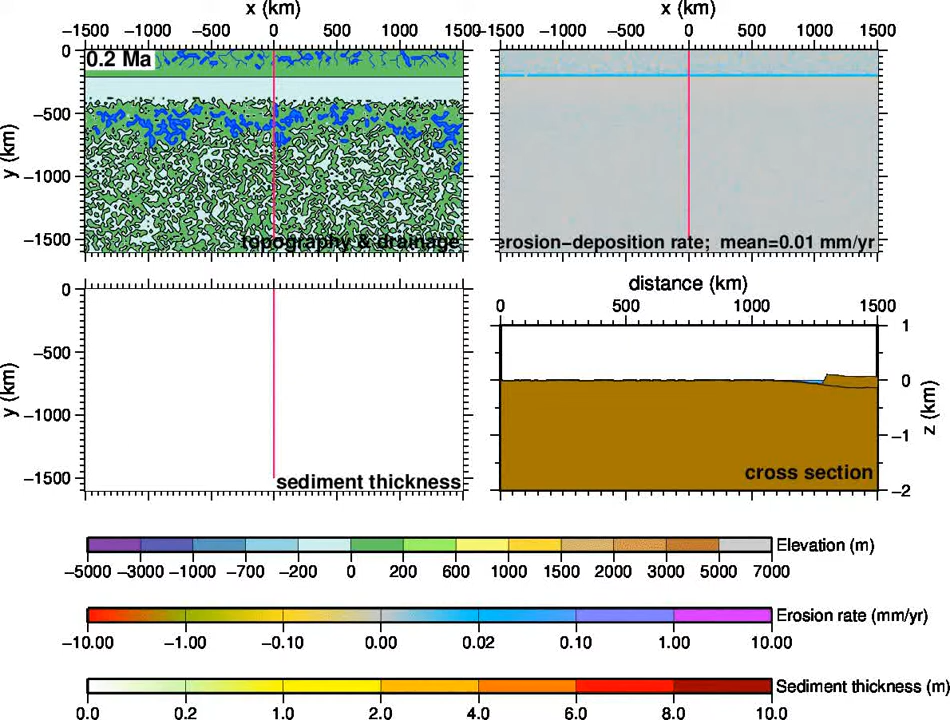 x (km)
x (km)
−1500 −1000 −500 0 500 1000 1500
−1500 −1000 −500 0 500 1000 1500
0.2 Ma
0
−500
−1000
−1500
y (km)
topography & drainage
0
−500
−1000
−1500
y (km)
erosion−deposition rate; mean=0.01 mm/yr
0
−500
−1000
−1500
y (km)
sediment thickness
distance (km)
0 500 1000 1500
1
0
−1
−2
z (km)
cross section
Elevation (m)
−5000 −3000 −1000 −700 −200 0 200 600 1000 1500 2000 3000 5000 7000
Erosion rate (mm/yr)
−10.00 −1.00 −0.10 0.00 0.02 0.10 1.00 10.00
Sediment thickness (m)
0.0 0.2 1.0 2.0 4.0 6.0 8.0 10.0